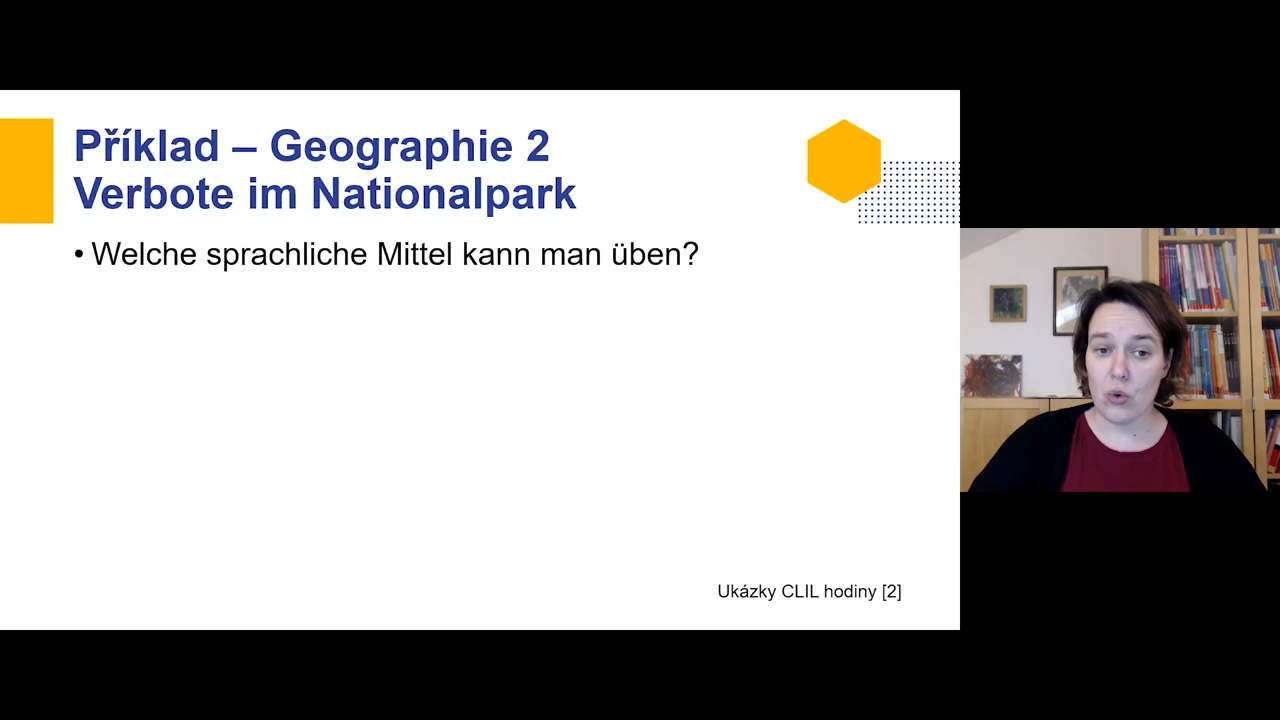 Příklad – Geographie 2
Verbote im Nationalpark
• Welche sprachliche Mittel kann man üben?
Ukázky CLIL hodiny [2]